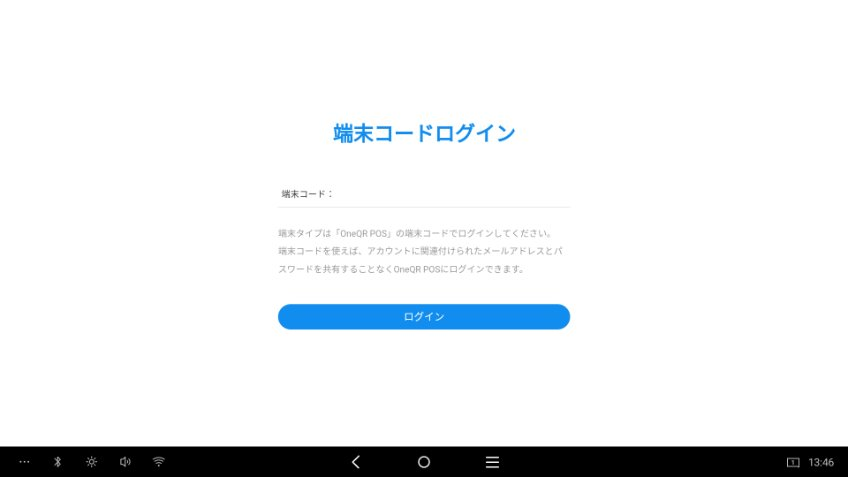 端末コードログイン
端末コード：
端末タイプは「OneQR POS」の端末コードでログインしてください。
端末コードを使えば、アカウントに関連付けられたメールアドレスとパ
スワードを共有することなくOneQR POSにログインできます。
ログイン
1
13:46